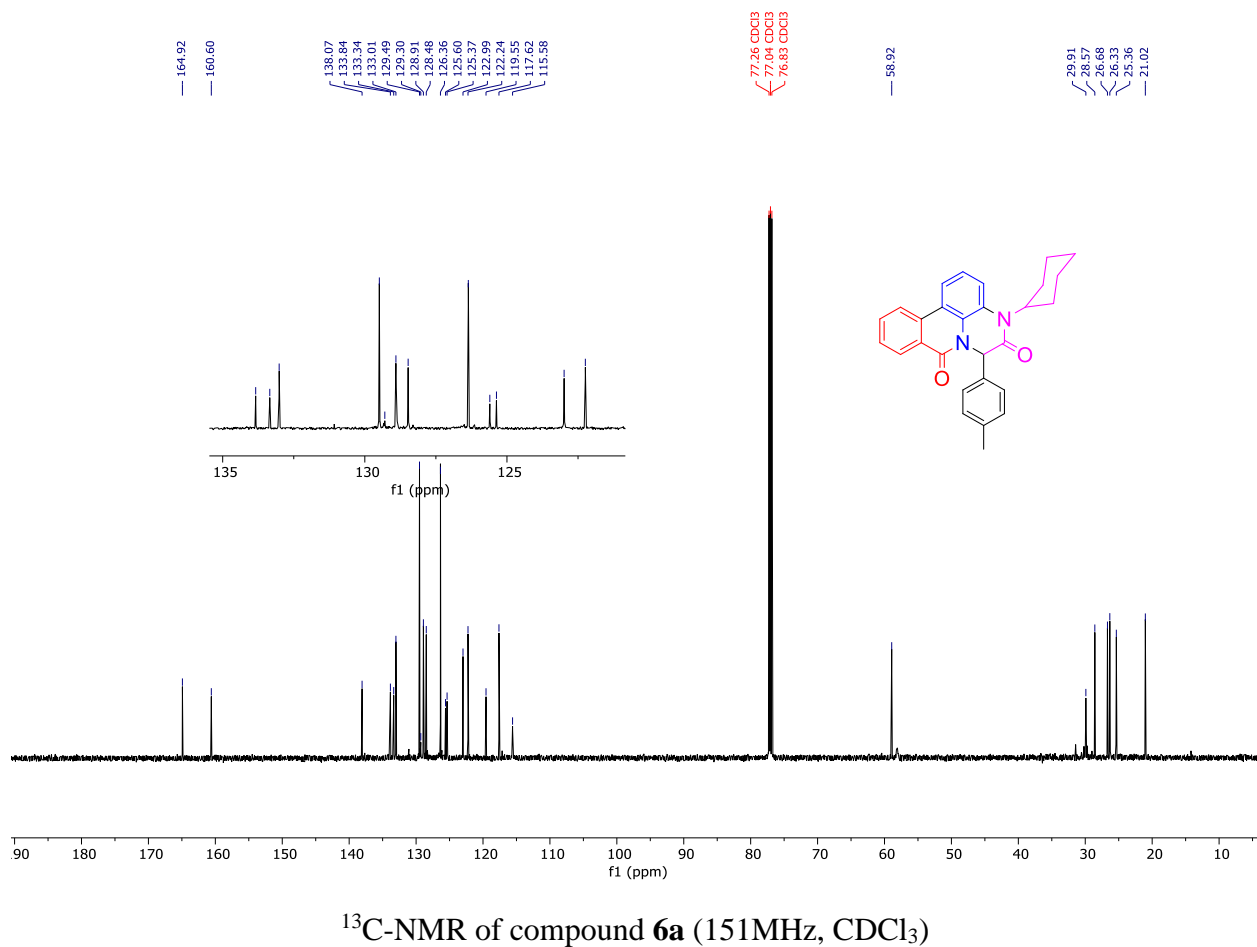 164.92
160.60
138.07
133.84
133.34
133.01
129.49
129.30
128.91
128.48
126.36
125.60
125.37
122.99
122.24
119.55
117.62
115.58
77.26 CDCl3
77.04 CDCl3
76.83 CDCl3
58.92
29.91
28.57
26.68
26.33
25.36
21.02
N
N
O
O
135 130 125
f1 (ppm)
90 180 170 160 150 140 130 120 110 100 90 80 70 60 50 40 30 20 10
f1 (ppm)
¹³C-NMR of compound 6a (151MHz, CDCl₃)